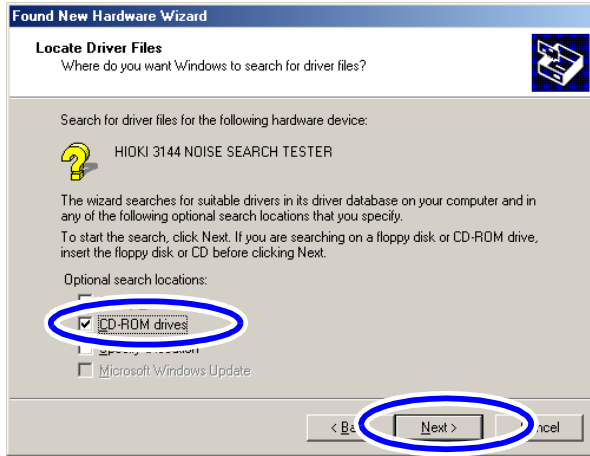 Found New Hardware Wizard
Locate Driver Files
Where do you want Windows to search for driver files?
Search for driver files for the following hardware device:
HIOKI 3144 NOISE SEARCH TESTER
The wizard searches for suitable drivers in its driver database on your computer and in
any of the following optional search locations that you specify.
To start the search, click Next. If you are searching on a floppy disk or CD-ROM drive,
insert the floppy disk or CD before clicking Next.
Optional search locations:
CD-ROM drives
Microsoft Windows Update
Next >